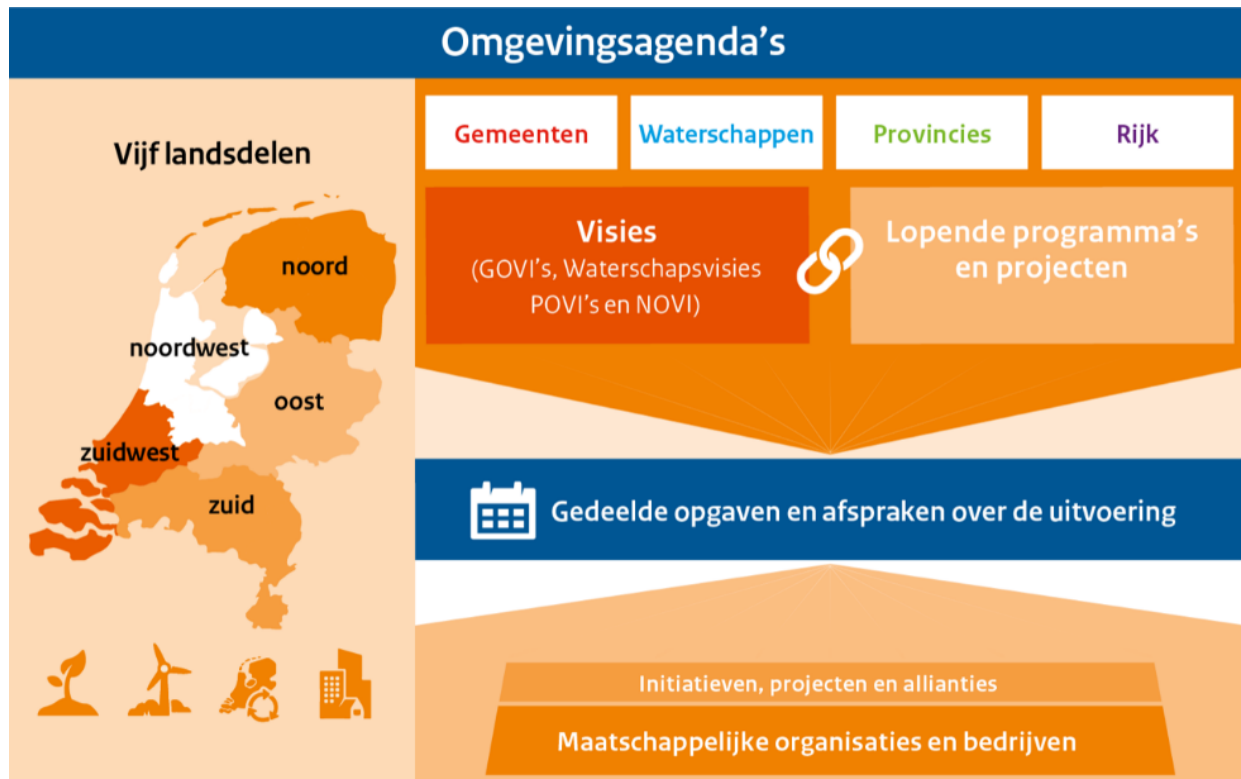 Omgevingsagenda's
Vijf landsdelen
noord
noordwest
oost
zuidwest
zuid
Gemeenten
Waterschappen
Provincies
Rijk
Visies
(GOVI's, Waterschapsvisies
POVI's en NOVI)
Lopende programma's
en projecten
Gedeelde opgaven en afspraken over de uitvoering
Initiatieven, projecten en allianties
Maatschappelijke organisaties en bedrijven